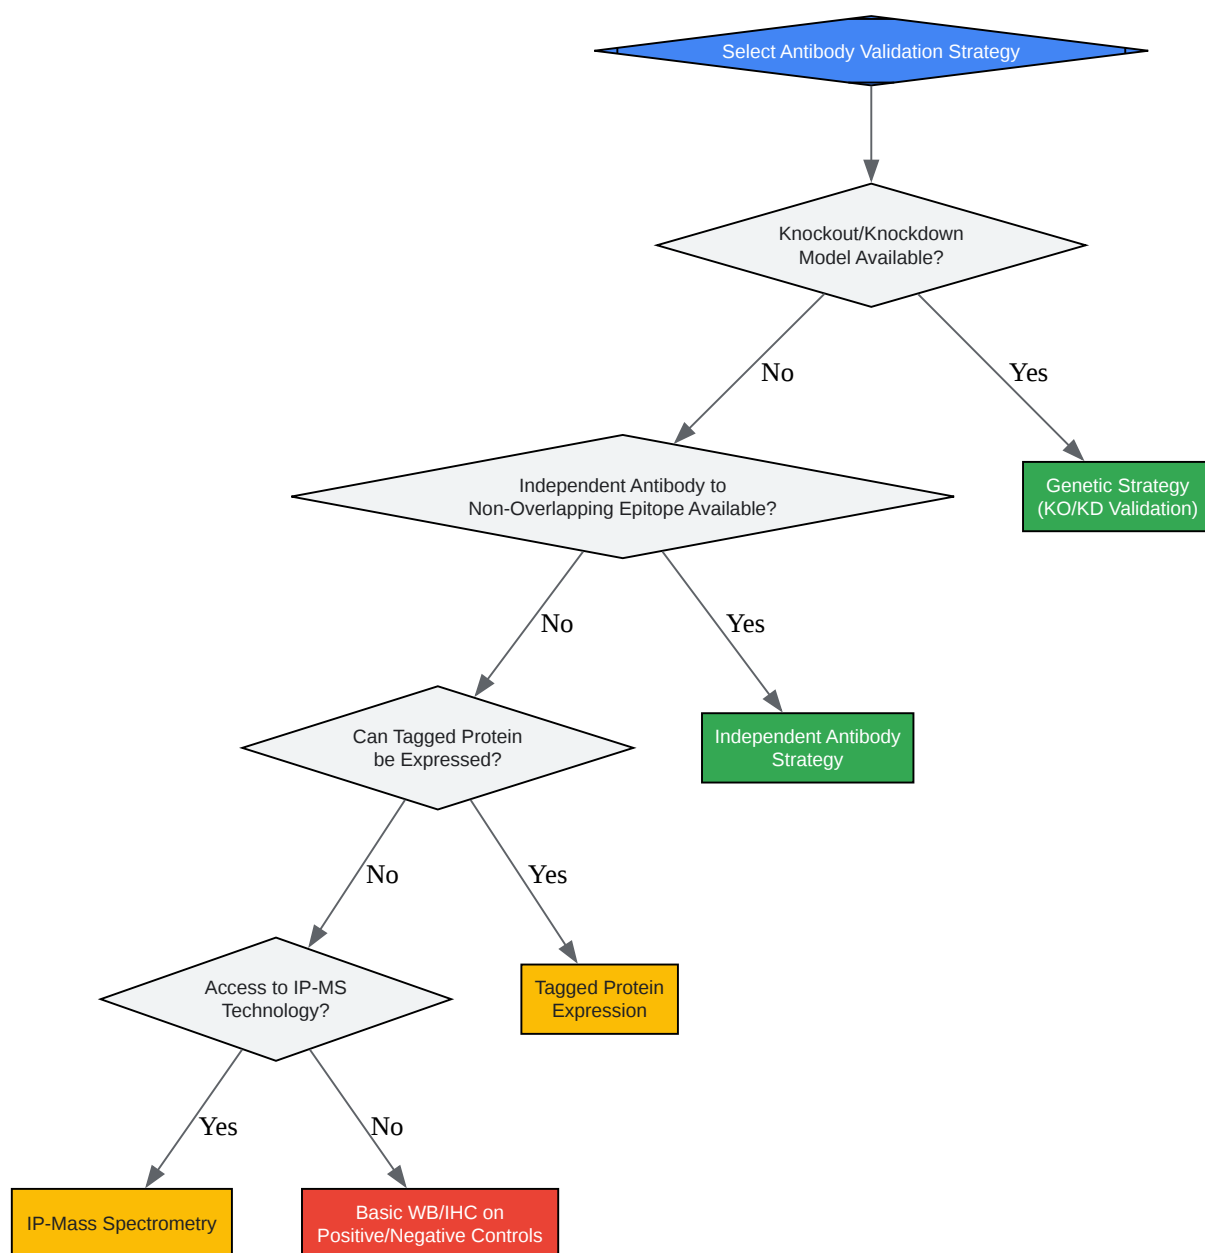 Select Antibody Validation Strategy
Knockout/Knockdown
Model Available?
No
Yes
Independent Antibody to
Non-Overlapping Epitope Available?
Genetic Strategy
(KO/KD Validation)
No
Yes
Can Tagged Protein
be Expressed?
Independent Antibody
Strategy
No
Yes
Access to IP-MS
Technology?
Tagged Protein
Expression
Yes
No
IP-Mass Spectrometry
Basic WB/IHC on
Positive/Negative Controls